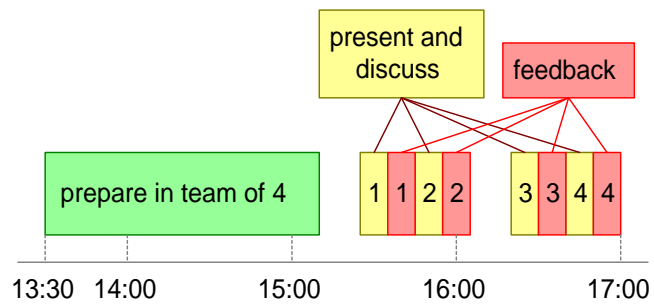 present and
discuss
feedback
prepare in team of 4
1 1 2 2 3 3 4 4
13:30 14:00 15:00 16:00 17:00